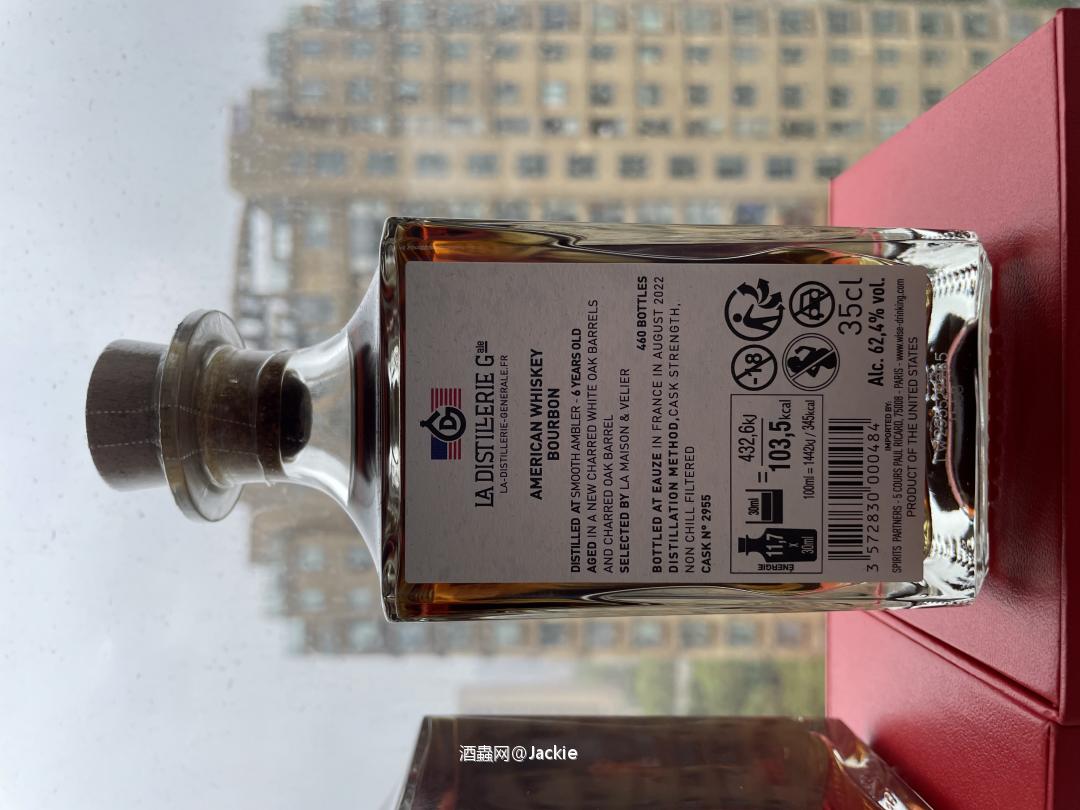 LA DISTILLERIE Gale
LA-DISTILLERIE-GENERALE.FR
AMERICAN WHISKEY
BOURBON
DISTILLED AT SMOOTH AMBLER - 6 YEARS OLD
AGED IN A NEW CHARRED WHITE OAK BARRELS
AND CHARRED OAK BARREL
SELECTED BY LA MAISON & VELIER
460 BOTTLES
BOTTLED AT EAUZE IN FRANCE IN AUGUST 2022
DISTILLATION METHOD, CASK STRENGTH,
NON CHILL FILTERED
CASK N° 2955
ÉNERGIE
11,7 x 30ml
30ml = 432,6kJ
103,5kcal
100ml = 1442kJ / 345kcal
-18
35cl
Alc. 62,4% vol.
3 572830 000484
IMPORTED BY:
SPIRITS PARTNERS - 5 COURS PAUL RICARD, 75008 - PARIS - www.wise-drinking.com
PRODUCT OF THE UNITED STATES
酒蟲网@Jackie